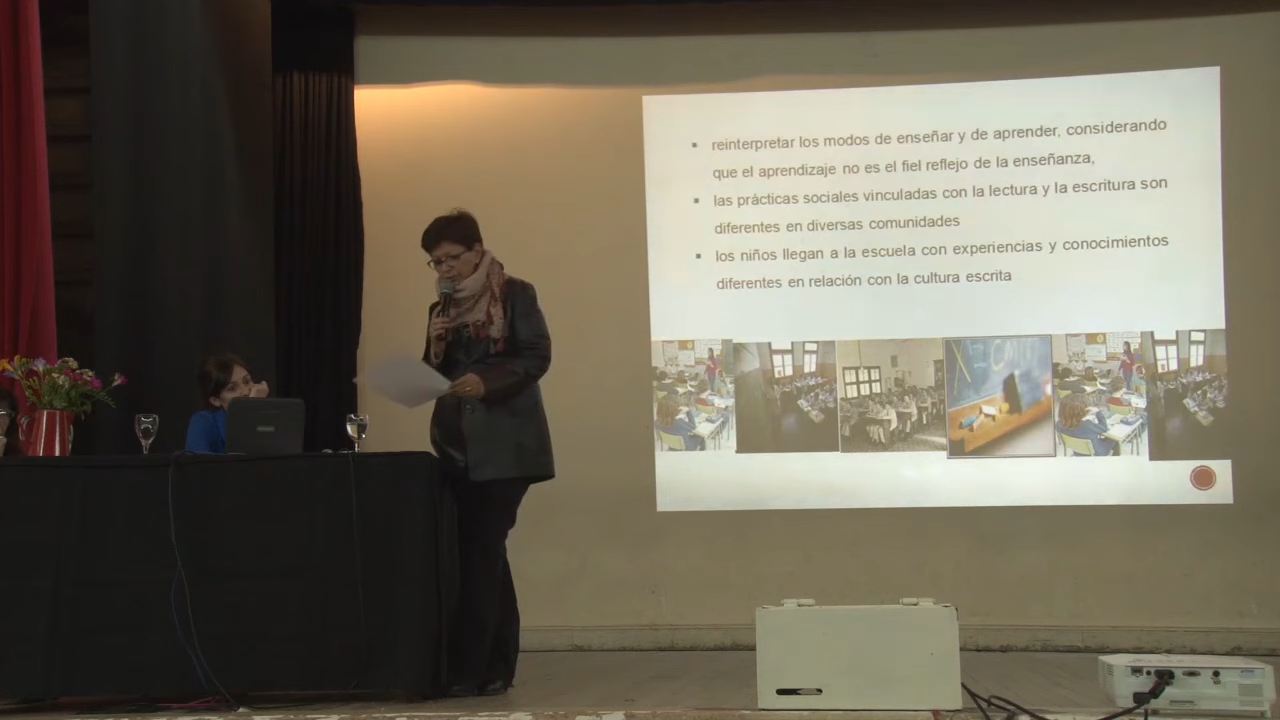 ▪ reinterpretar los modos de enseñar y de aprender, considerando
que el aprendizaje no es el fiel reflejo de la enseñanza,
▪ las prácticas sociales vinculadas con la lectura y la escritura son
diferentes en diversas comunidades
▪ los niños llegan a la escuela con experiencias y conocimientos
diferentes en relación con la cultura escrita